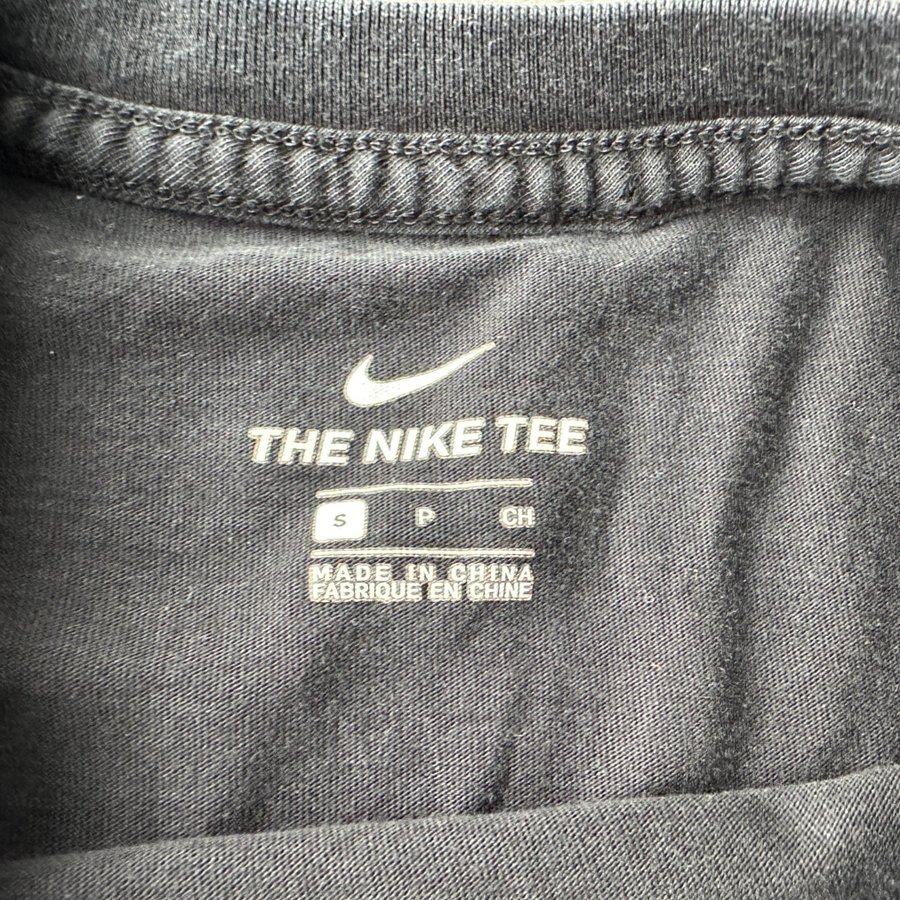 THE NIKE TEE
S P CH
MADE IN CHINA
FABRIQUE EN CHINE